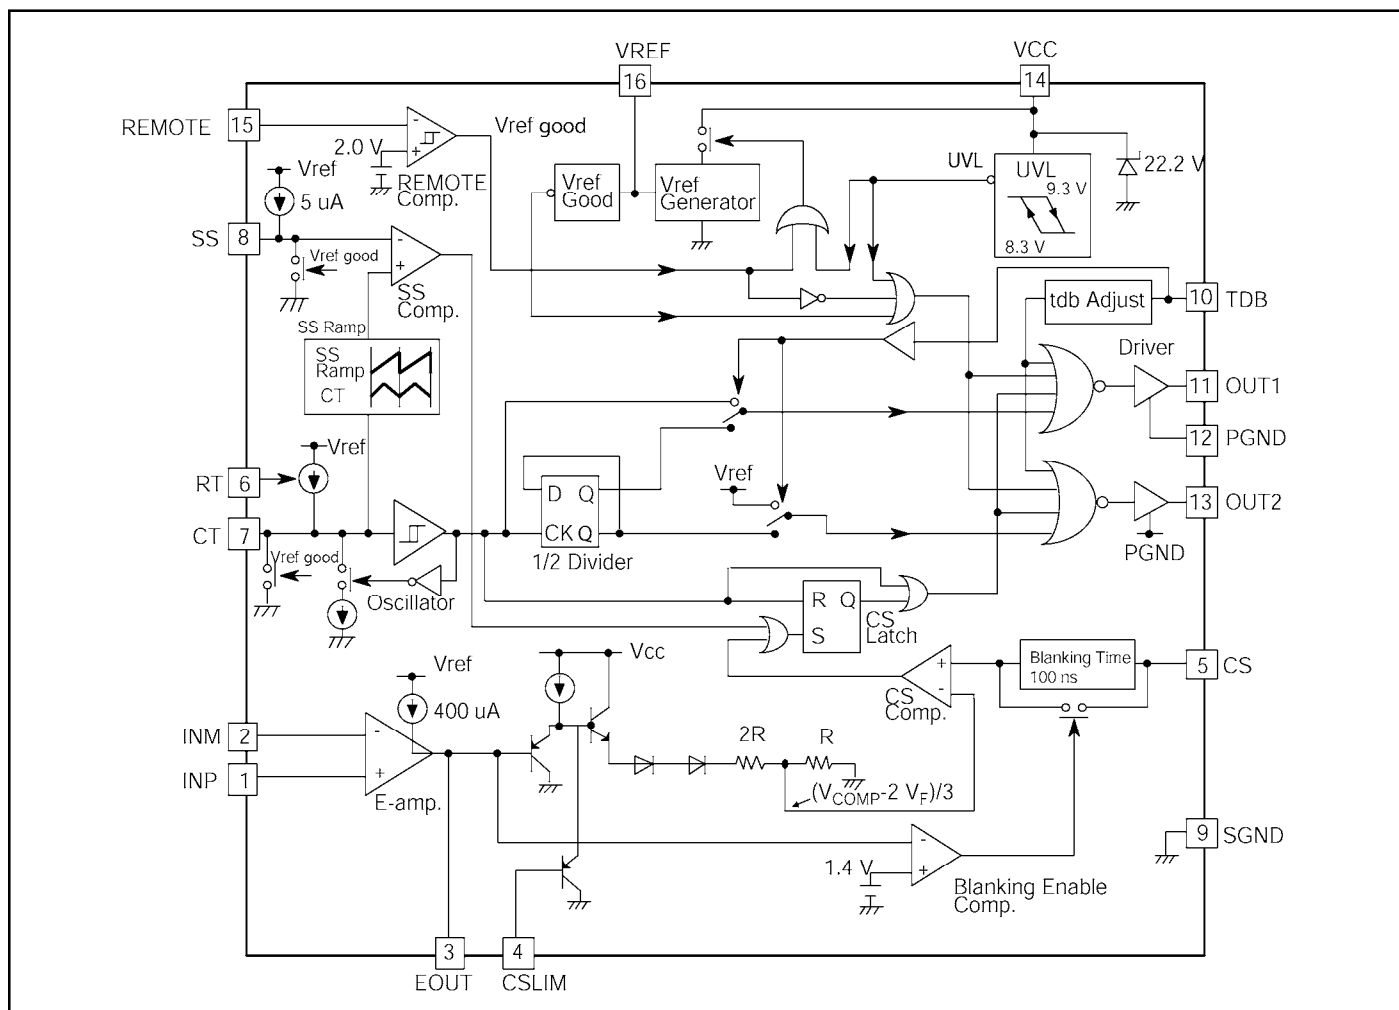 VREF
VCC
16
14
REMOTE
15
-
+
2.0 V
REMOTE
Comp.
Vref good
Vref
Good
Vref
Generator
UVL
UVL
9.3 V
8.3 V
22.2 V
Vref
5 uA
SS
8
Vref good
-
+
SS
Comp.
SS Ramp
SS
Ramp
CT
tdb Adjust
10
TDB
Driver
11
OUT1
12
PGND
Vref
RT
6
CT
7
Vref good
Oscillator
D Q
CK Q
1/2 Divider
Vref
13
OUT2
PGND
R Q
S
CS
Latch
Vcc
Vref
400 uA
CS
Comp.
+
-
Blanking Time
100 ns
5
CS
INM
2
INP
1
-
+
E-amp.
2R
R
(VCOMP-2 VF)/3
1.4 V
-
+
Blanking Enable
Comp.
9
SGND
3
4
EOUT
CSLIM